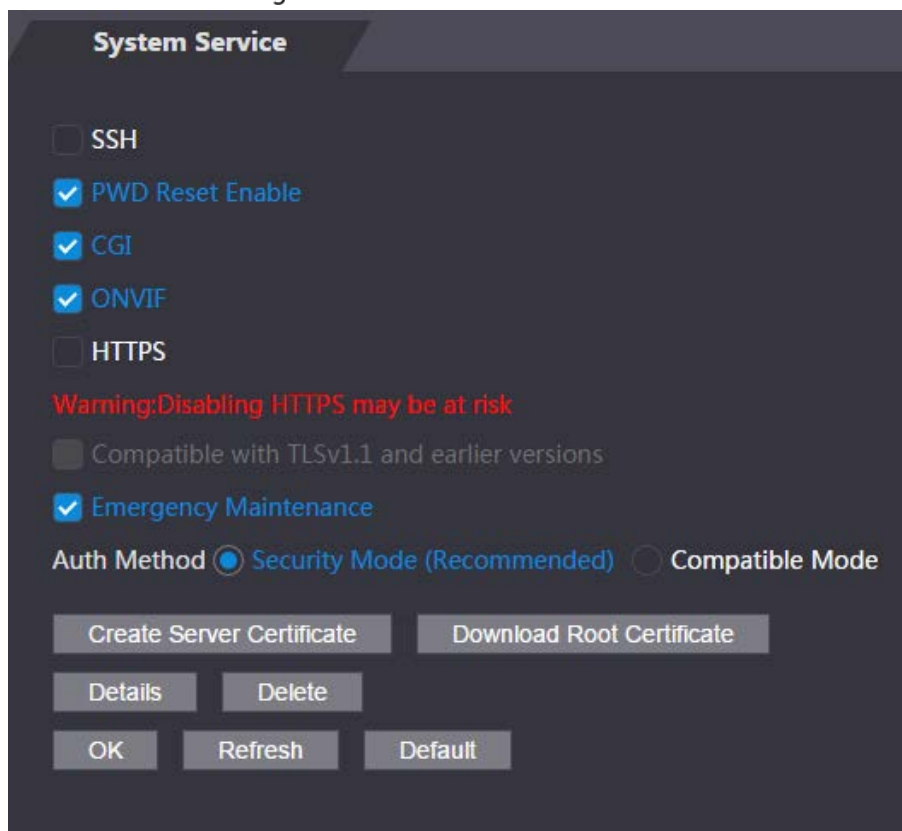 System Service
SSH
PWD Reset Enable
CGI
ONVIF
HTTPS
Warning:Disabling HTTPS may be at risk
Compatible with TLSv1.1 and earlier versions
Emergency Maintenance
Auth Method Security Mode (Recommended) Compatible Mode
Create Server Certificate Download Root Certificate
Details Delete
OK Refresh Default